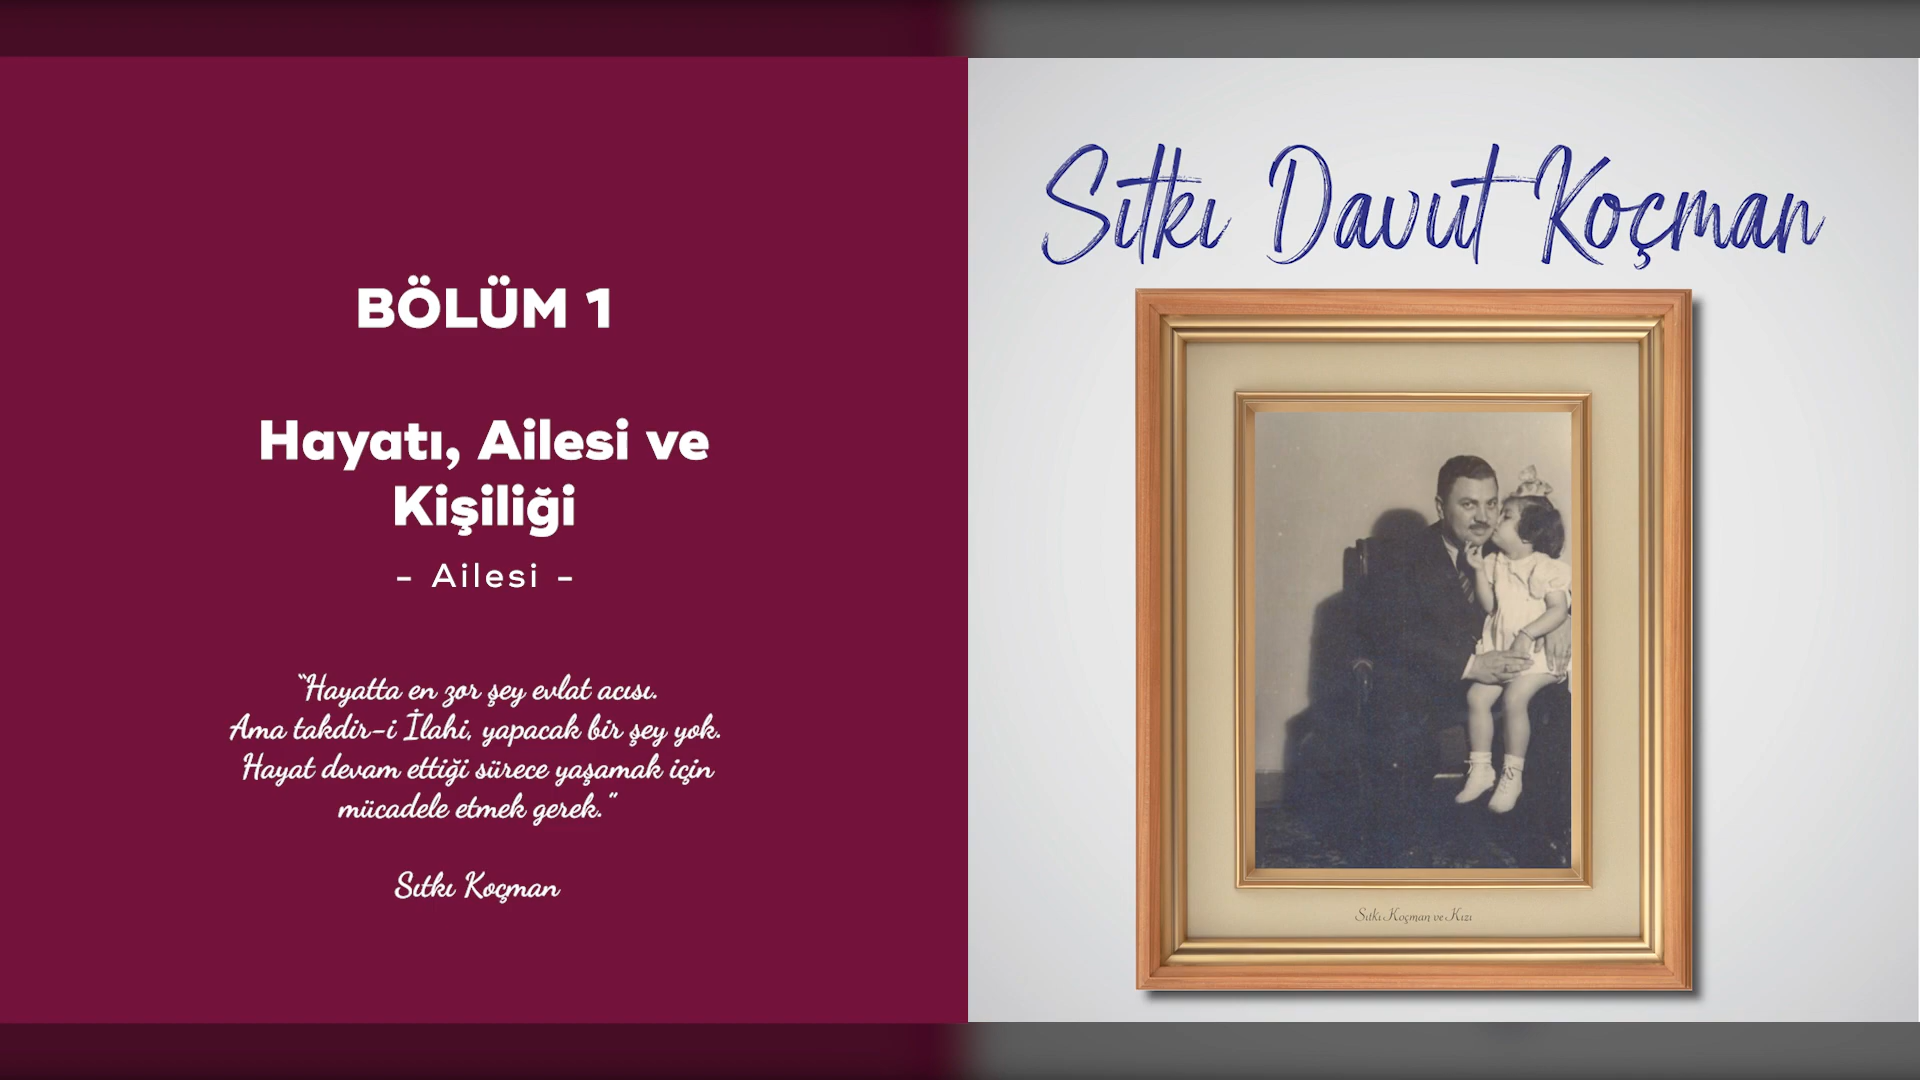 BÖLÜM 1
Hayatı, Ailesi ve
Kişiliği
- Ailesi -
"Hayatta en zor şey evlat acısı.
Ama takdir-i İlahi, yapacak bir şey yok.
Hayat devam ettiği sürece yaşamak için
mücadele etmek gerek."
Sıtkı Koçman
Sıtkı Davut Koçman
Sıtkı Koçman ve Kızı